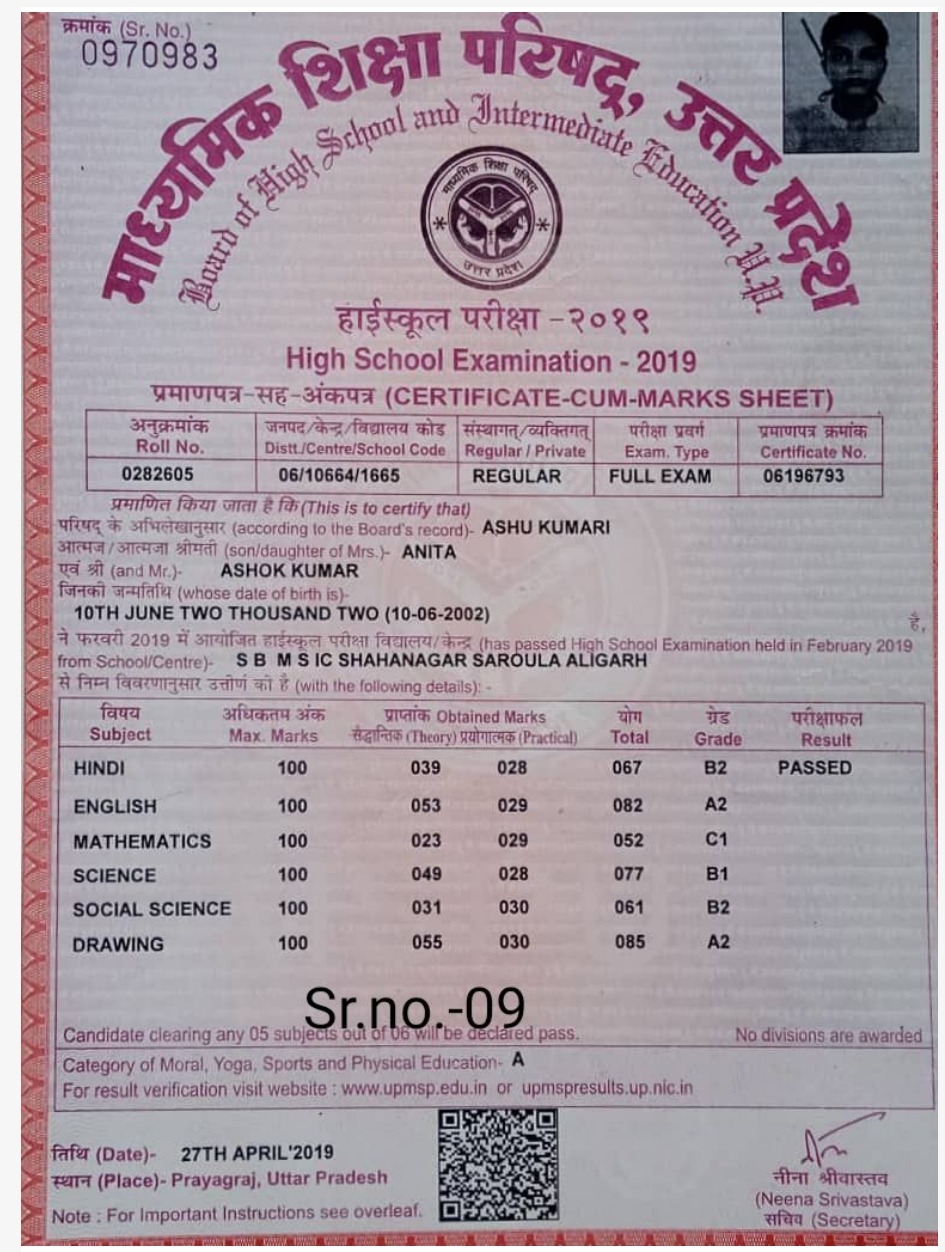 क्रमांक (Sr. No.)
0970983
माध्यमिक शिक्षा परिषद्, उत्तर प्रदेश
Board of High School and Intermediate Education U.P.
माध्यमिक शिक्षा परिषद्
उत्तर प्रदेश
हाईस्कूल परीक्षा -२०१९
High School Examination - 2019
प्रमाणपत्र-सह-अंकपत्र (CERTIFICATE-CUM-MARKS SHEET)
अनुक्रमांक जनपद/केन्द्र/विद्यालय कोड संस्थागत/व्यक्तिगत् परीक्षा प्रवर्ग प्रमाणपत्र क्रमांक
Roll No. Distt./Centre/School Code Regular / Private Exam. Type Certificate No.
0282605 06/10664/1665 REGULAR FULL EXAM 06196793
प्रमाणित किया जाता है कि (This is to certify that)
परिषद् के अभिलेखानुसार (according to the Board's record)- ASHU KUMARI
आत्मज/आत्मजा श्रीमती (son/daughter of Mrs.)- ANITA
एवं श्री (and Mr.)- ASHOK KUMAR
जिनकी जन्मतिथि (whose date of birth is)-
10TH JUNE TWO THOUSAND TWO (10-06-2002) है,
ने फरवरी 2019 में आयोजित हाईस्कूल परीक्षा विद्यालय/केन्द्र (has passed High School Examination held in February 2019
from School/Centre)- S B M S IC SHAHANAGAR SAROULA ALIGARH
से निम्न विवरणानुसार उत्तीर्ण की है (with the following details): -
विषय अधिकतम अंक प्राप्तांक Obtained Marks योग ग्रेड परीक्षाफल
Subject Max. Marks सैद्धान्तिक (Theory) प्रयोगात्मक (Practical) Total Grade Result
HINDI 100 039 028 067 B2 PASSED
ENGLISH 100 053 029 082 A2
MATHEMATICS 100 023 029 052 C1
SCIENCE 100 049 028 077 B1
SOCIAL SCIENCE 100 031 030 061 B2
DRAWING 100 055 030 085 A2
Sr.no.-09
Candidate clearing any 05 subjects out of 06 will be declared pass. No divisions are awarded
Category of Moral, Yoga, Sports and Physical Education- A
For result verification visit website : www.upmsp.edu.in or upmspresults.up.nic.in
तिथि (Date)- 27TH APRIL'2019
स्थान (Place)- Prayagraj, Uttar Pradesh
Note : For Important Instructions see overleaf.
नीना श्रीवास्तव
(Neena Srivastava)
सचिव (Secretary)